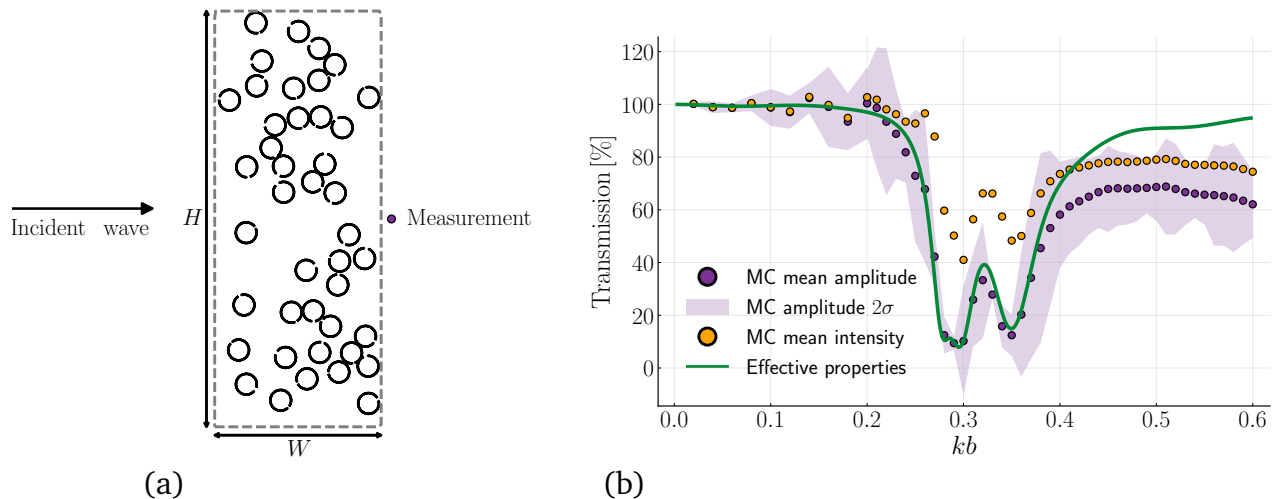 H
Incident wave
Measurement
W
(a)
Transmission [%]
120
100
80
60
40
20
0
MC mean amplitude
MC amplitude 2σ
MC mean intensity
Effective properties
0.0 0.1 0.2 0.3 0.4 0.5 0.6
kb
(b)